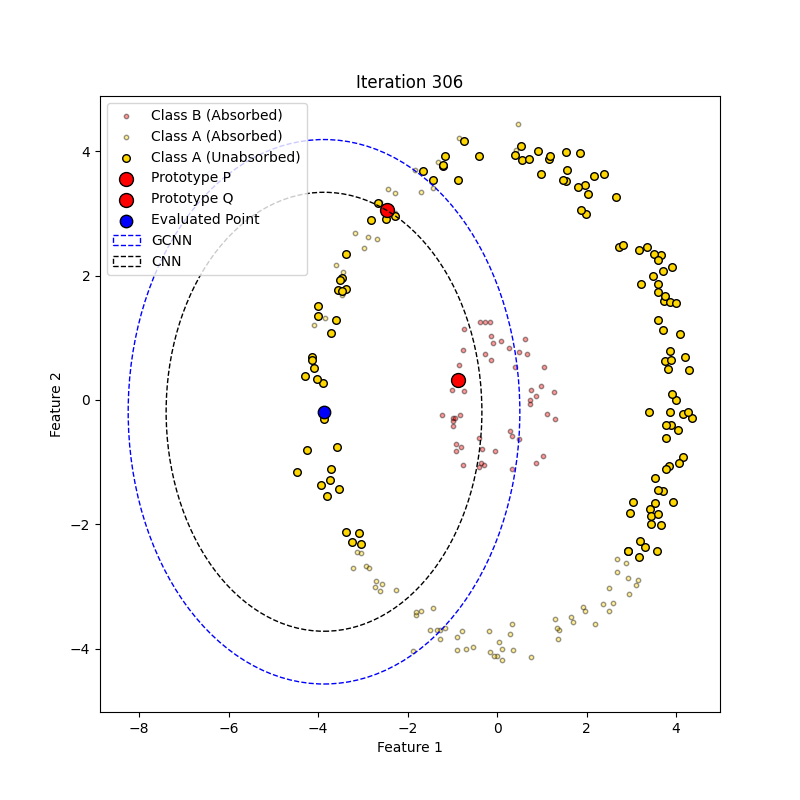 Iteration 306
Class B (Absorbed)
Class A (Absorbed)
Class A (Unabsorbed)
Prototype P
Prototype Q
Evaluated Point
GCNN
CNN
4
2
0
−2
−4
Feature 2
−8 −6 −4 −2 0 2 4
Feature 1